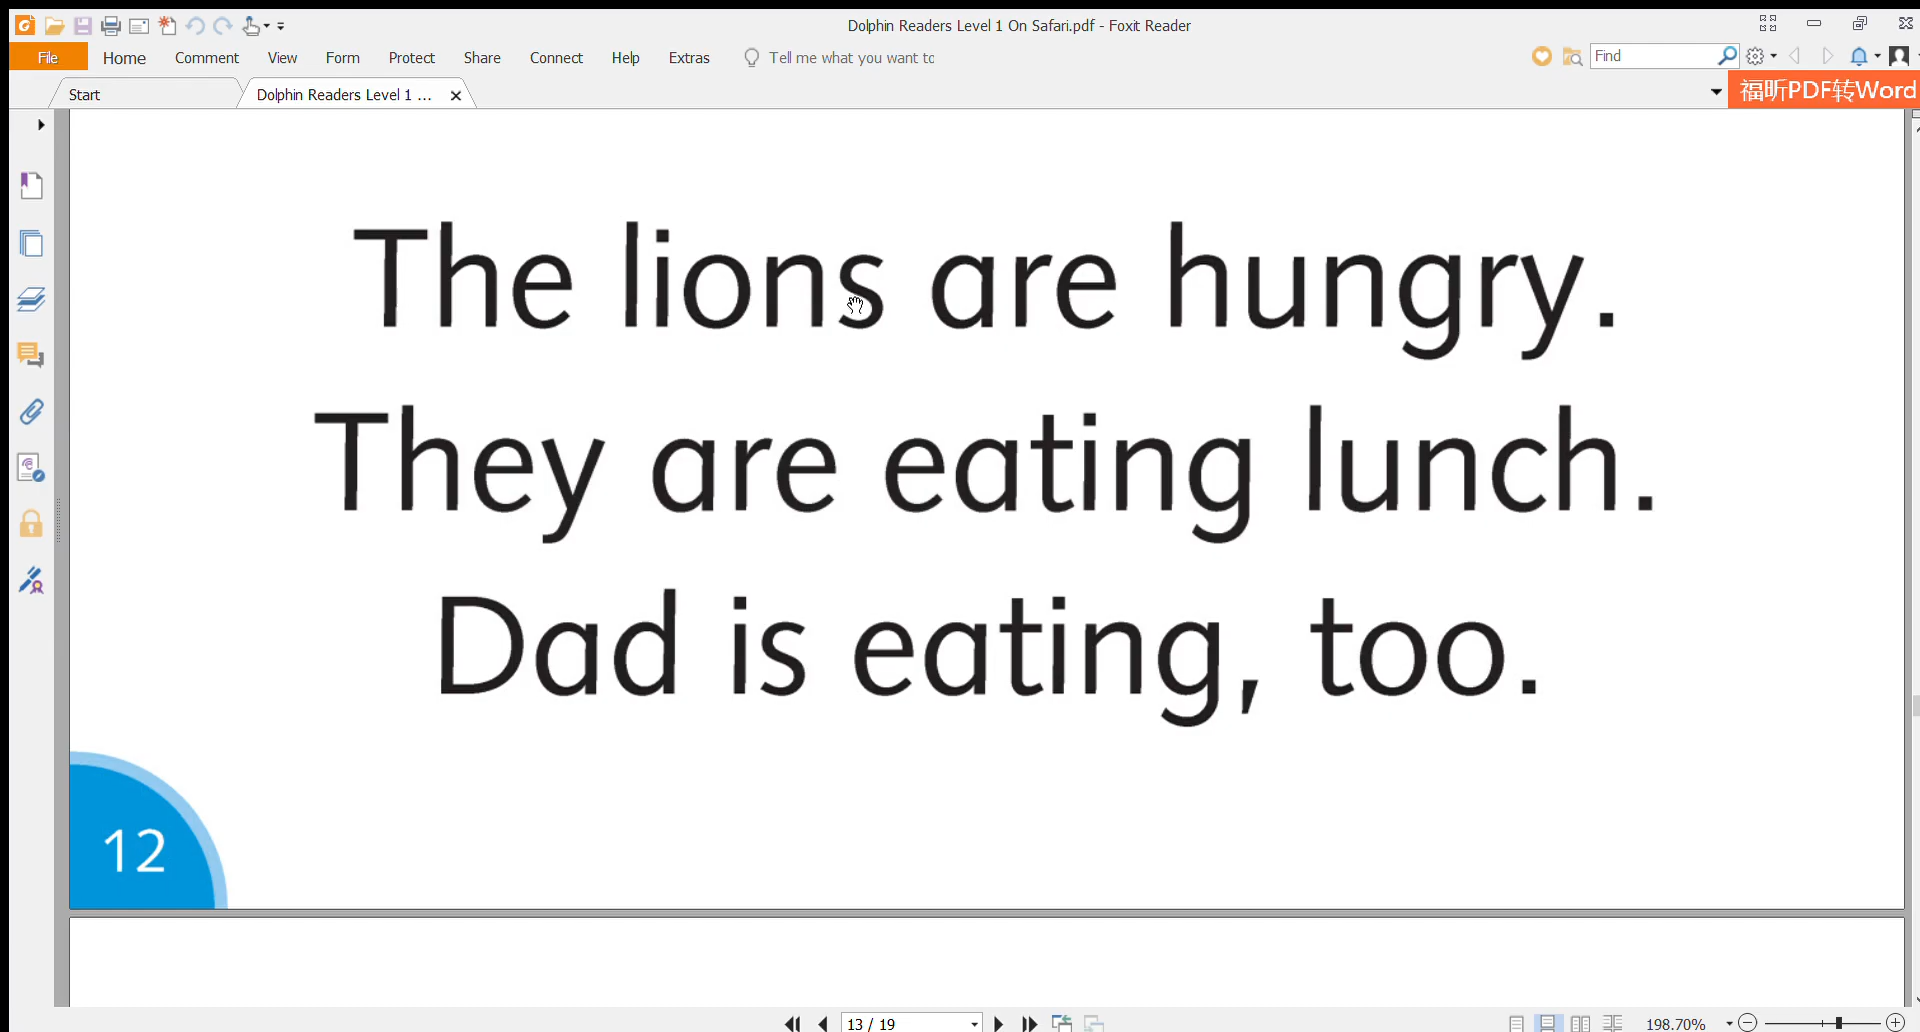 Dolphin Readers Level 1 On Safari.pdf - Foxit Reader
File Home Comment View Form Protect Share Connect Help Extras Tell me what you want to Find
Start Dolphin Readers Level 1 ... 福昕PDF转Word
The lions are hungry.
They are eating lunch.
Dad is eating, too.
12
13 / 19 198.70%